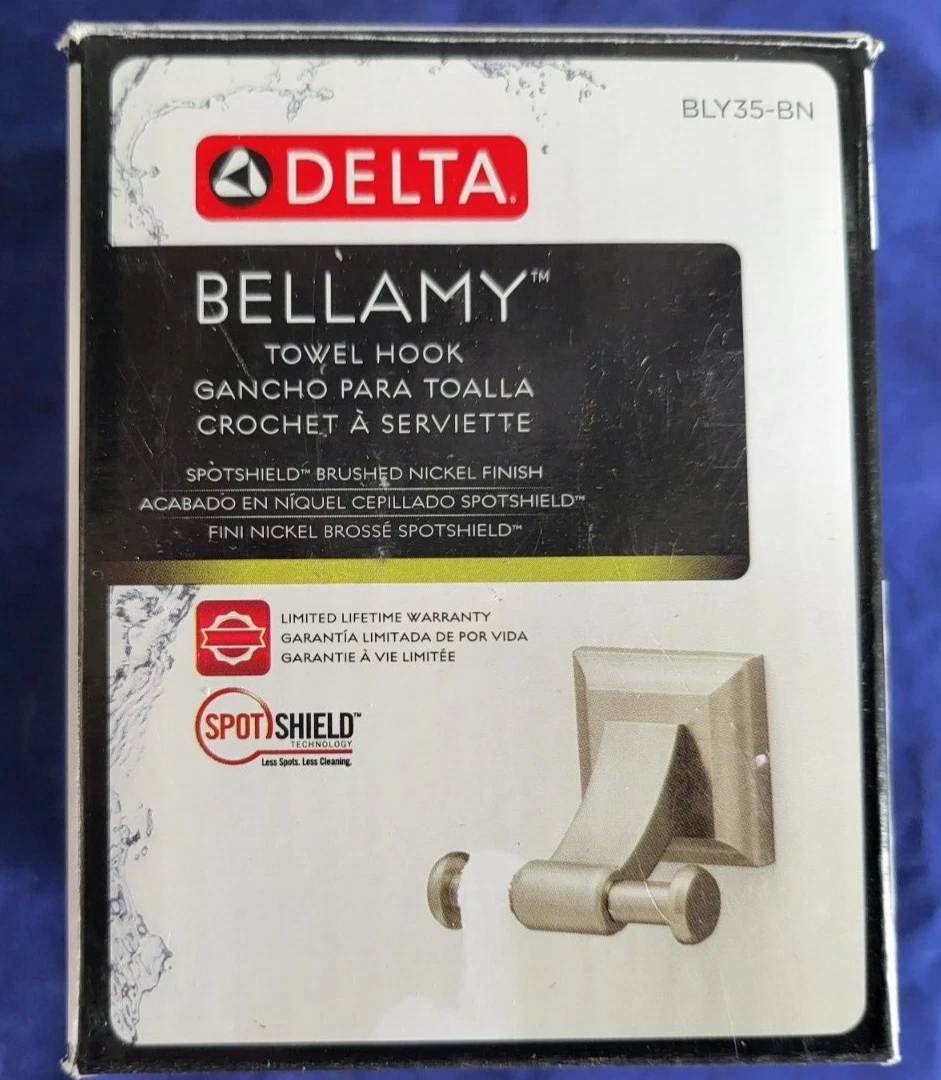 BLY35-BN
DELTA
BELLAMY™
TOWEL HOOK
GANCHO PARA TOALLA
CROCHET À SERVIETTE
SPOTSHIELD™ BRUSHED NICKEL FINISH
ACABADO EN NÍQUEL CEPILLADO SPOTSHIELD™
FINI NICKEL BROSSÉ SPOTSHIELD™
LIMITED LIFETIME WARRANTY
GARANTÍA LIMITADA DE POR VIDA
GARANTIE À VIE LIMITÉE
SPOTSHIELD™
TECHNOLOGY
Less Spots. Less Cleaning.